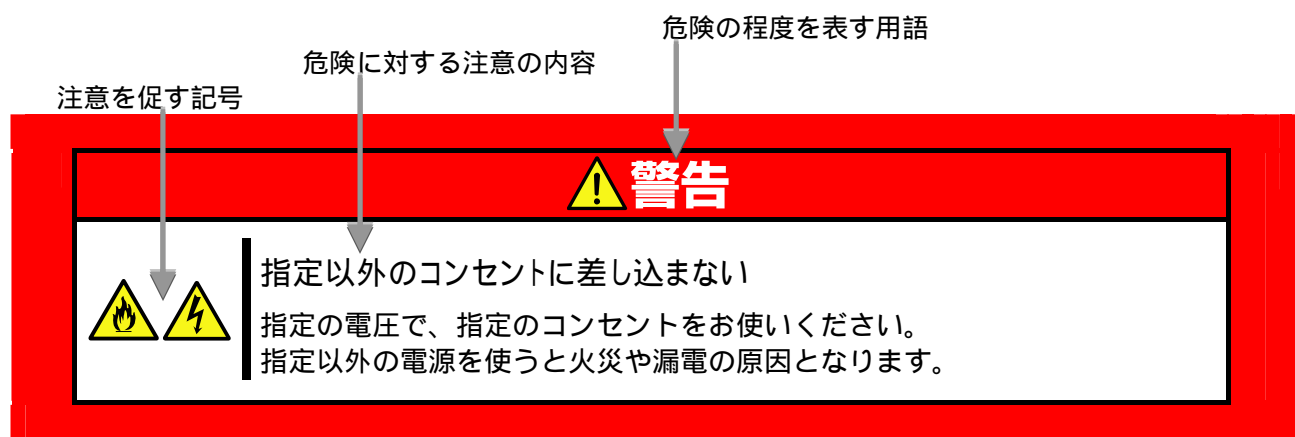 危険の程度を表す用語
危険に対する注意の内容
注意を促す記号
警告
指定以外のコンセントに差し込まない
指定の電圧で、指定のコンセントをお使いください。
指定以外の電源を使うと火災や漏電の原因となります。